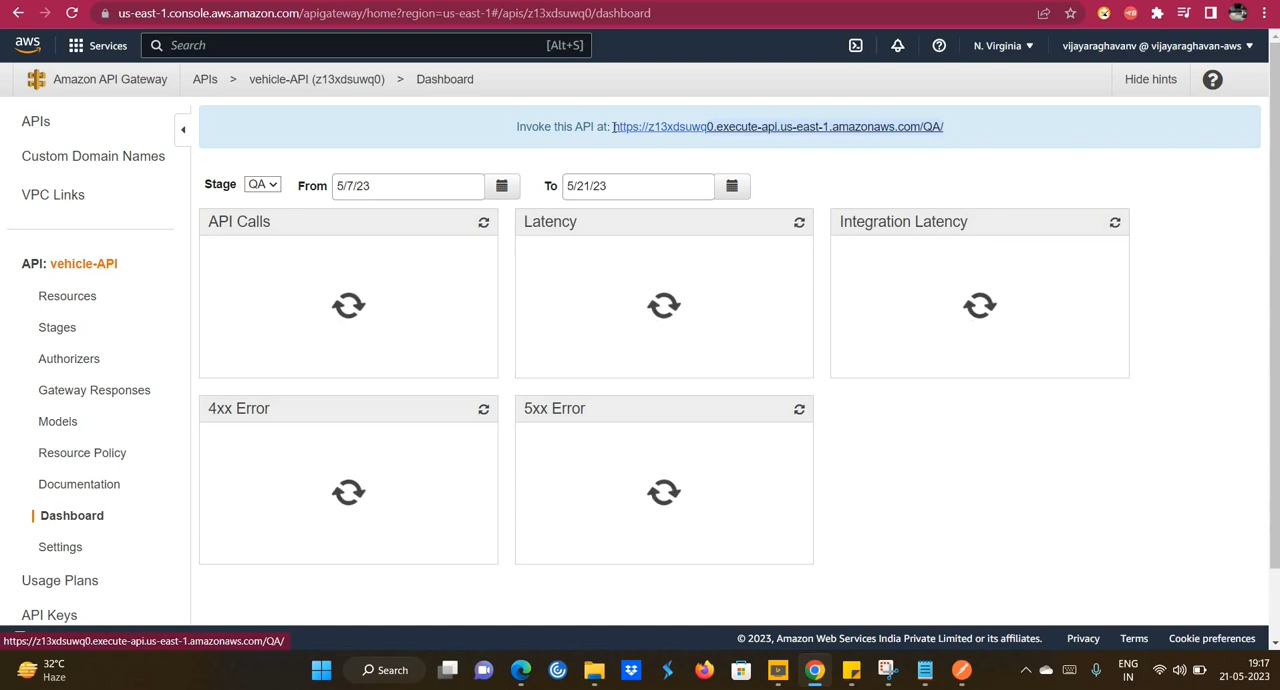 us-east-1.console.aws.amazon.com/apigateway/home?region=us-east-1#/apis/z13xdsuwq0/dashboard
aws
Services
Search
[Alt+S]
N. Virginia
vijayaraghavanv @ vijayaraghavan-aws
Amazon API Gateway
APIs > vehicle-API (z13xdsuwq0) > Dashboard
Hide hints
?
APIs
Custom Domain Names
VPC Links
API: vehicle-API
Resources
Stages
Authorizers
Gateway Responses
Models
Resource Policy
Documentation
Dashboard
Settings
Usage Plans
API Keys
Invoke this API at: https://z13xdsuwq0.execute-api.us-east-1.amazonaws.com/QA/
Stage QA From 5/7/23 To 5/21/23
API Calls
Latency
Integration Latency
4xx Error
5xx Error
https://z13xdsuwq0.execute-api.us-east-1.amazonaws.com/QA/
© 2023, Amazon Web Services India Private Limited or its affiliates.
Privacy
Terms
Cookie preferences
32°C
Haze
Search
ENG
IN
19:17
21-05-2023